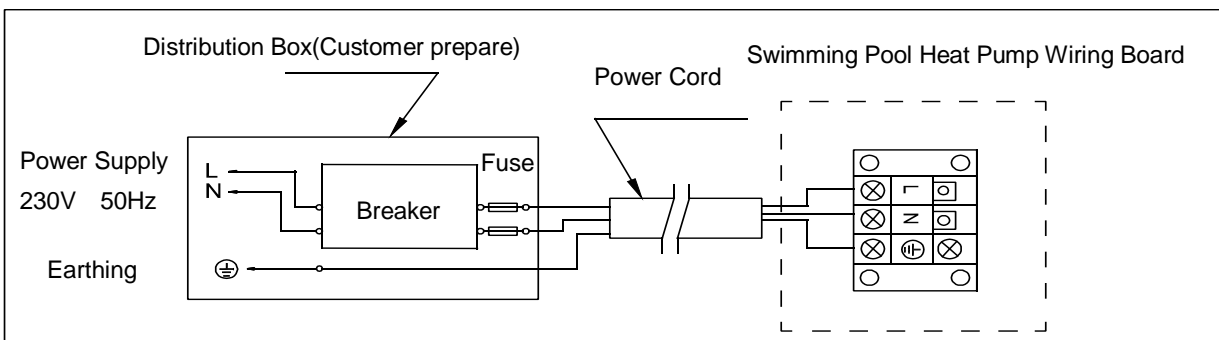 Distribution Box(Customer prepare)
Power Cord
Swimming Pool Heat Pump Wiring Board
Power Supply
230V 50Hz
L
N
Fuse
Breaker
Earthing
L
N